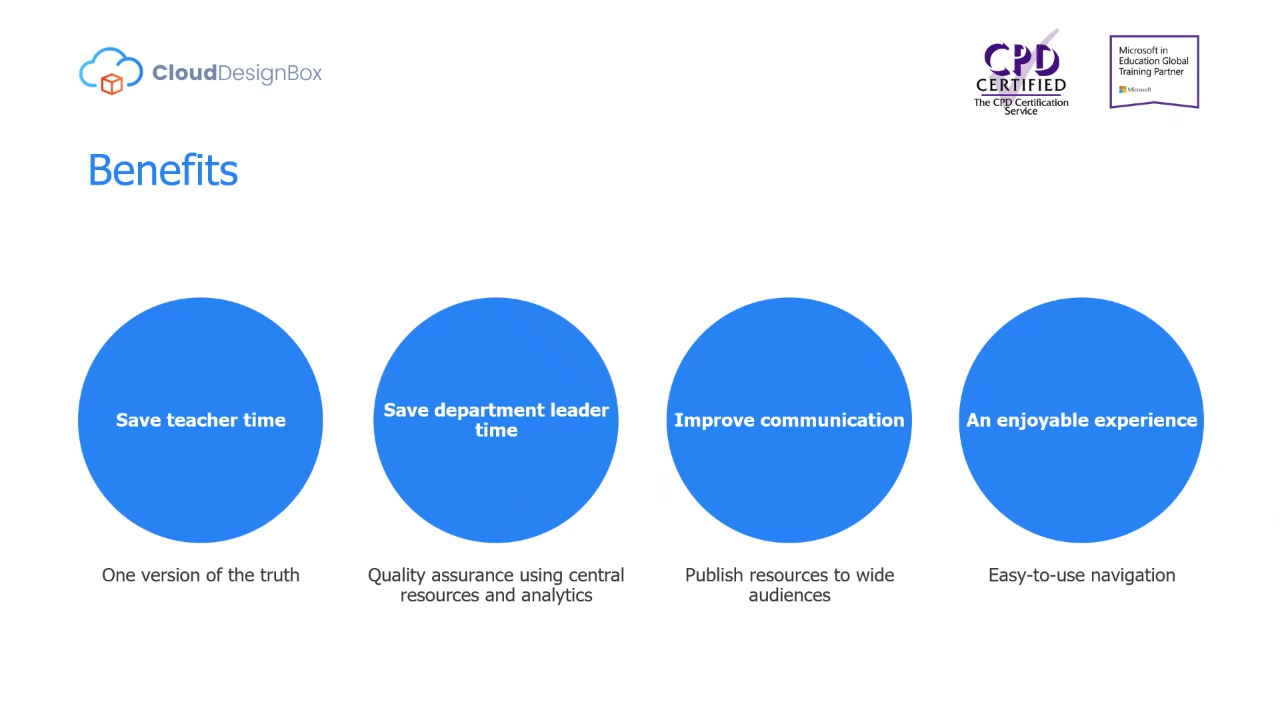 CloudDesignBox
CPD
CERTIFIED
The CPD Certification
Service
Microsoft in
Education Global
Training Partner
Microsoft
Benefits
Save teacher time
Save department leader
time
Improve communication
An enjoyable experience
One version of the truth
Quality assurance using central
resources and analytics
Publish resources to wide
audiences
Easy-to-use navigation